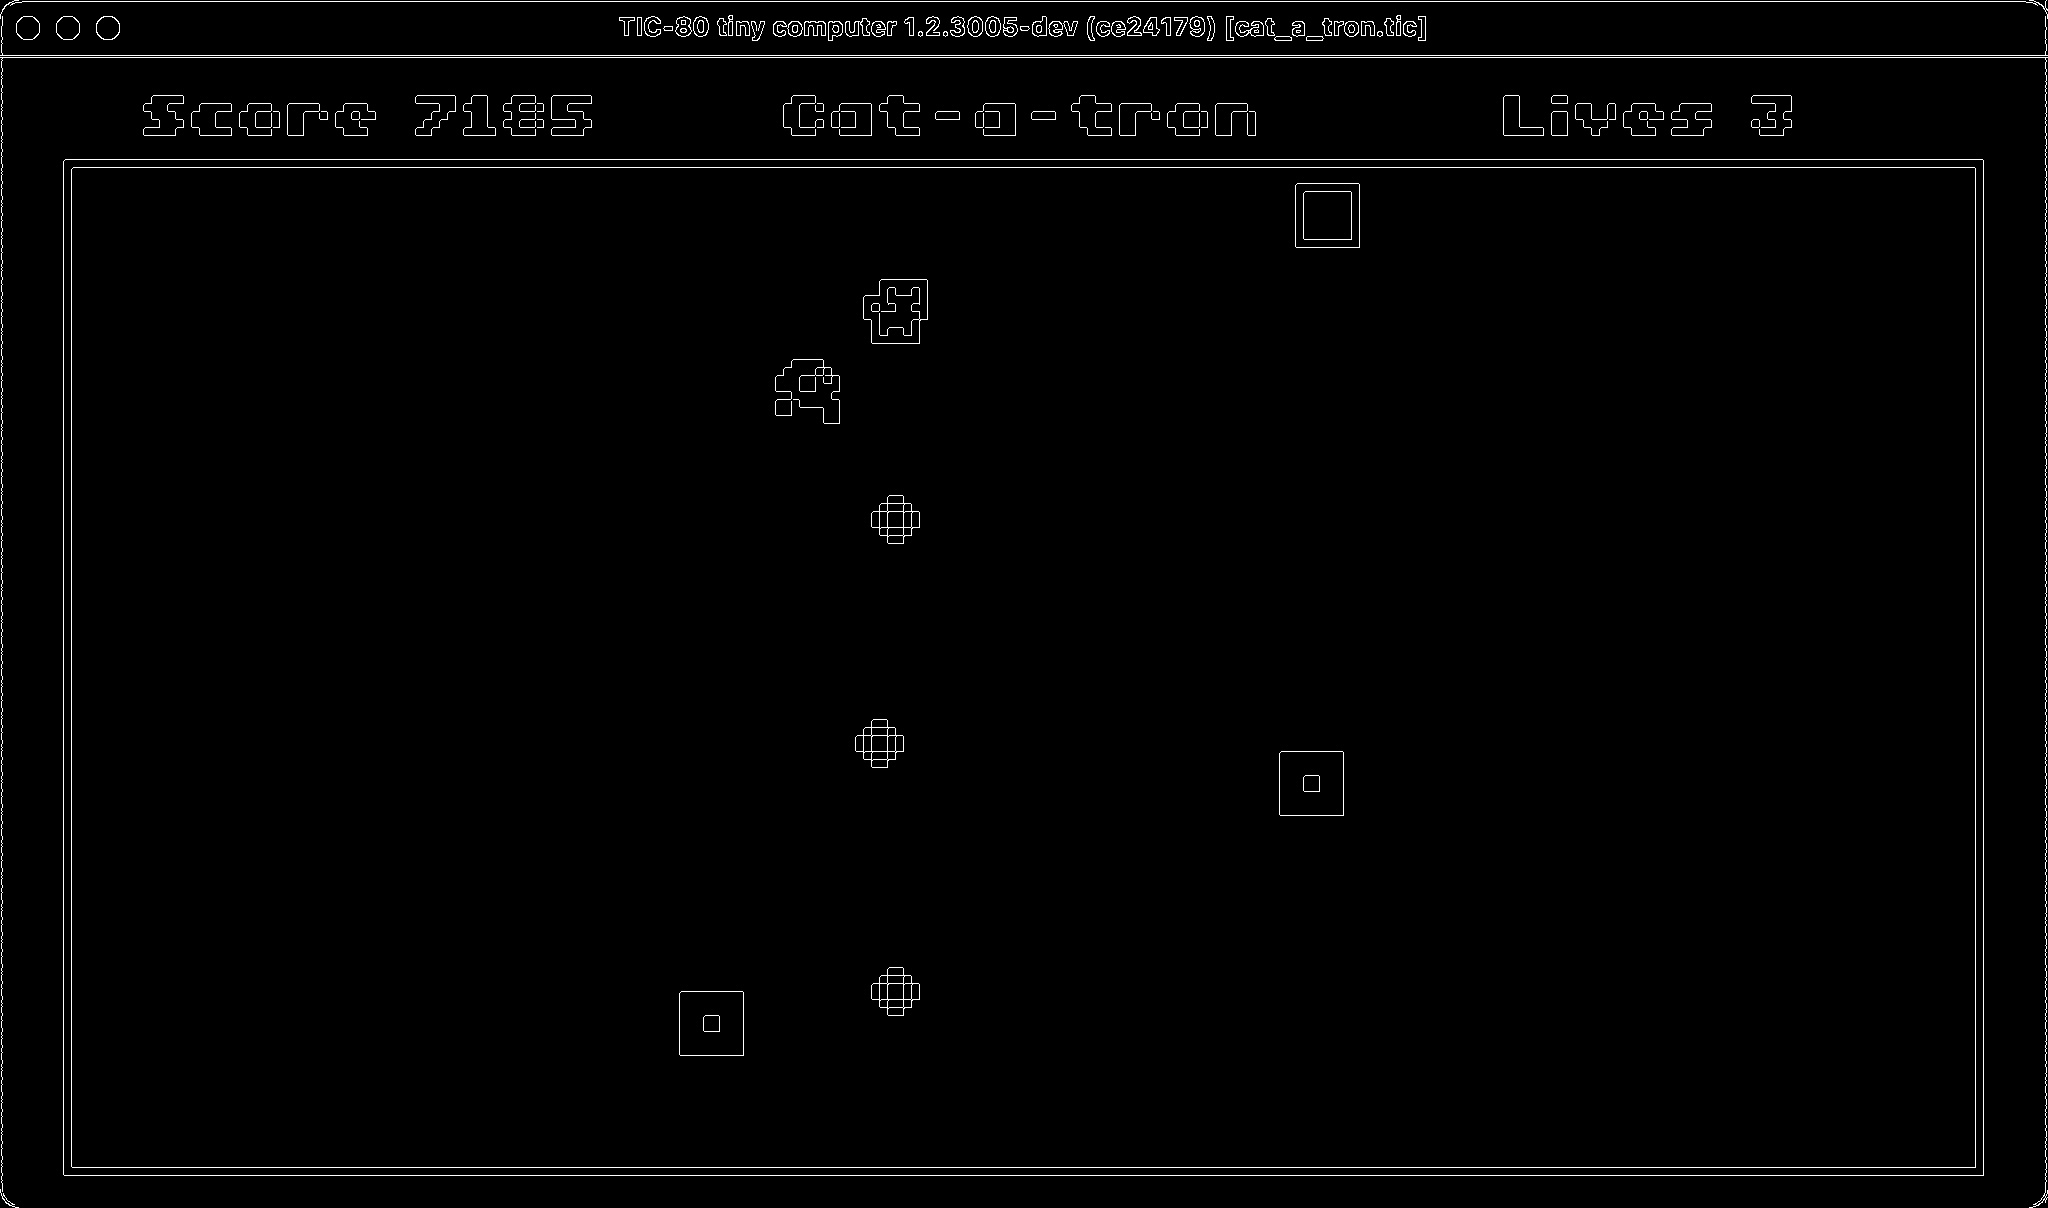 TIC-80 tiny computer 1.2.3005-dev (ce24179) [cat_a_tron.tic]
Score 7185 Cat-a-tron Lives 3